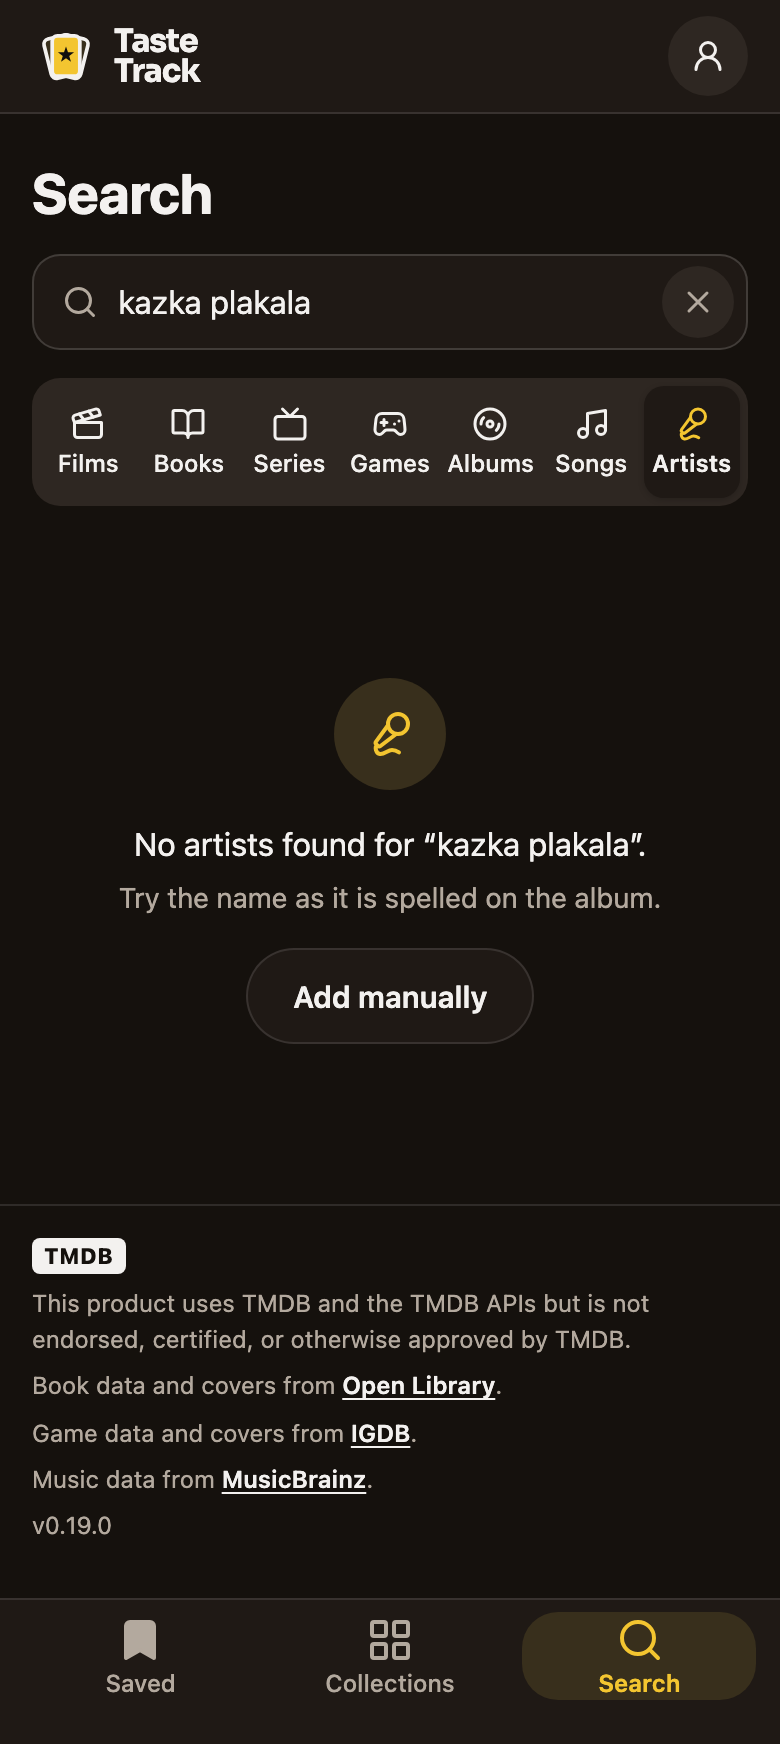 Taste
Track
Search
kazka plakala
Films
Books
Series
Games
Albums
Songs
Artists
No artists found for “kazka plakala”.
Try the name as it is spelled on the album.
Add manually
TMDB
This product uses TMDB and the TMDB APIs but is not
endorsed, certified, or otherwise approved by TMDB.
Book data and covers from Open Library.
Game data and covers from IGDB.
Music data from MusicBrainz.
v0.19.0
Saved
Collections
Search